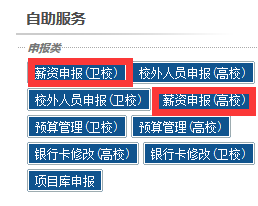 自助服务
申报类
薪资申报(卫校) 校外人员申报(高校)
校外人员申报(卫校) 薪资申报(高校)
预算管理(卫校) 预算管理(高校)
银行卡修改(高校) 银行卡修改(卫校)
项目库申报